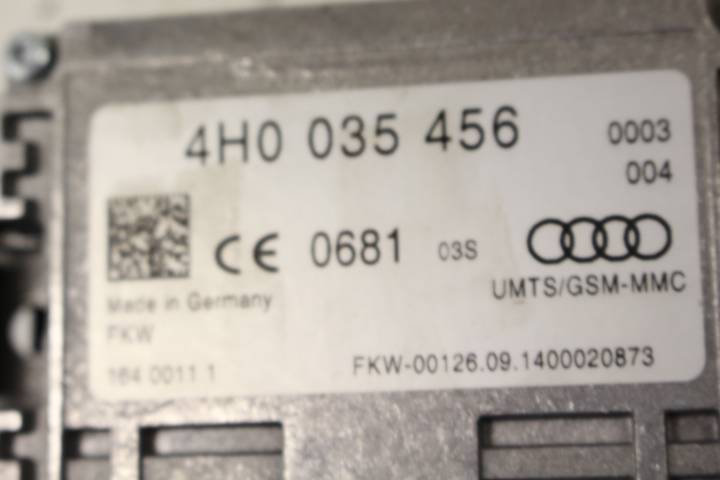 4H0 035 456
0003
004
CE 0681 03S
UMTS/GSM-MMC
Made in Germany
FKW
184 0011 1
FKW-00126.09.1400020873